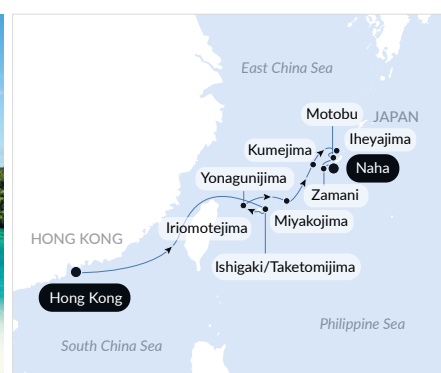 East China Sea
Motobu
JAPAN
Iheyajima
Kumejima
Naha
Yonagunijima
Zamani
Iriomotejima
Miyakojima
HONG KONG
Ishigaki/Taketomijima
Hong Kong
Philippine Sea
South China Sea